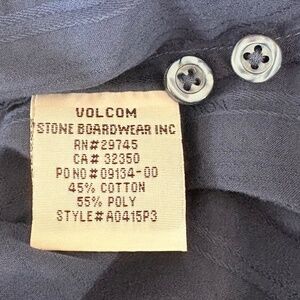 VOLCOM
STONE BOARDWEAR INC
RN#29745
CA# 32350
PO NO# 09134-00
45% COTTON
55% POLY
STYLE# A0415P3